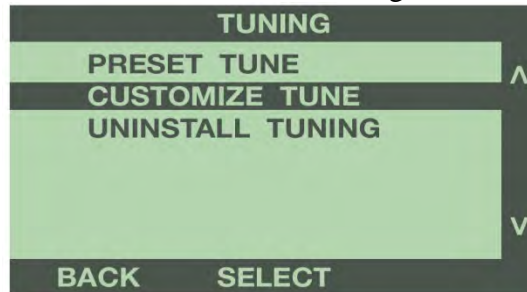 TUNING
PRESET TUNE
CUSTOMIZE TUNE
UNINSTALL TUNING
BACK SELECT